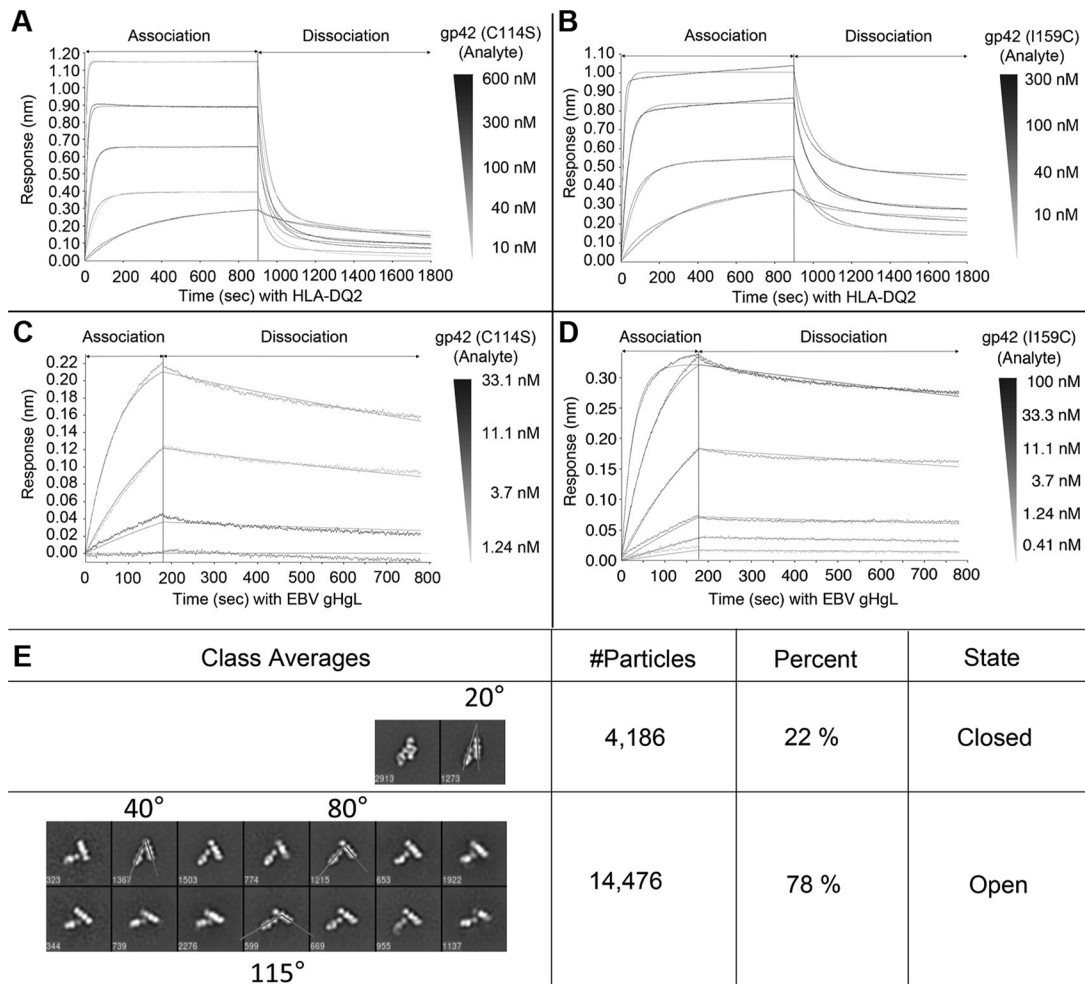 A
Association
Dissociation
gp42 (C114S)
(Analyte)
1.20
1.10
1.00
0.90
0.80
0.70
0.60
0.50
0.40
0.30
0.20
0.10
0.00
Response (nm)
0 200 400 600 800 1000 1200 1400 1600 1800
Time (sec) with HLA-DQ2
600 nM
300 nM
100 nM
40 nM
10 nM
B
Association
Dissociation
gp42 (I159C)
(Analyte)
1.10
1.00
0.90
0.80
0.70
0.60
0.50
0.40
0.30
0.20
0.10
0.00
Response (nm)
0 200 400 600 800 1000 1200 1400 1600 1800
Time (sec) with HLA-DQ2
300 nM
100 nM
40 nM
10 nM
C
Association
Dissociation
gp42 (C114S)
(Analyte)
0.22
0.20
0.16
0.12
0.10
0.08
0.06
0.04
0.02
0.00
Response (nm)
0 100 200 300 400 500 600 700 800
Time (sec) with EBV gHgL
33.1 nM
11.1 nM
3.7 nM
1.24 nM
D
Association
Dissociation
gp42 (I159C)
(Analyte)
0.30
0.25
0.20
0.15
0.10
0.05
0.00
Response (nm)
0 100 200 300 400 500 600 700 800
Time (sec) with EBV gHgL
100 nM
33.3 nM
11.1 nM
3.7 nM
1.24 nM
0.41 nM
E
Class Averages
#Particles
Percent
State
20°
2913 1273
4,186
22 %
Closed
40° 80°
323 1367 1503 774 1215 653 1922
344 739 2276 599 669 955 1137
115°
14,476
78 %
Open